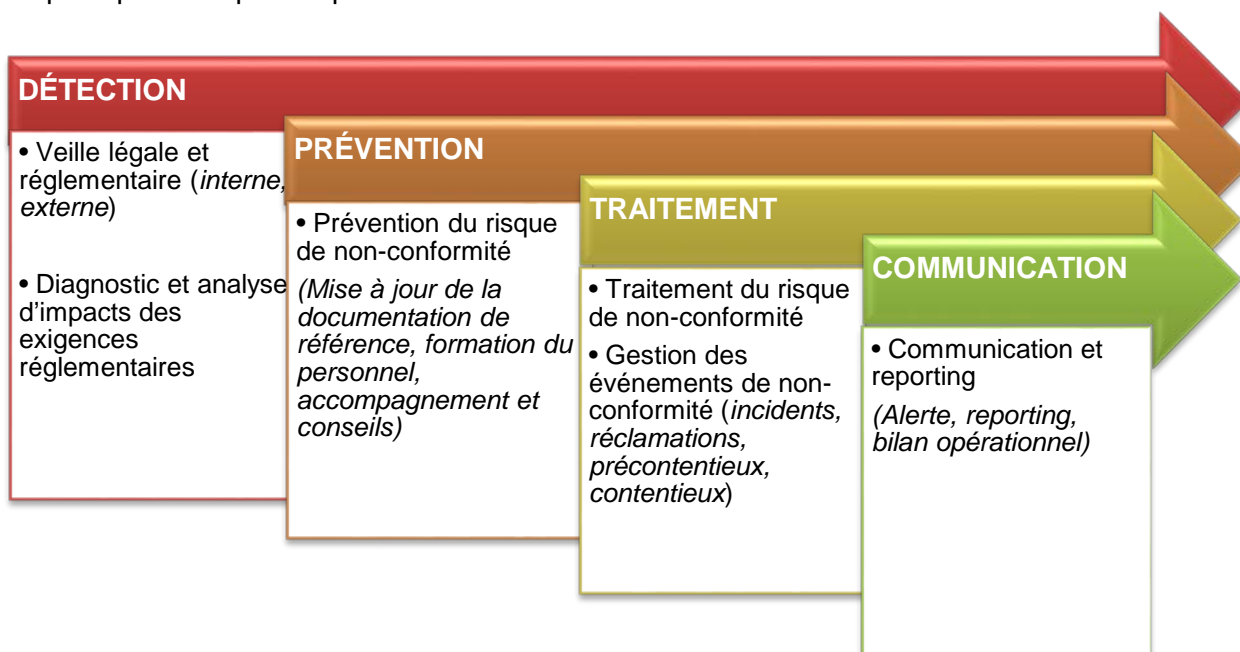 DÉTECTION
• Veille légale et
réglementaire (interne,
externe)
• Diagnostic et analyse
d'impacts des
exigences
réglementaires
PRÉVENTION
• Prévention du risque
de non-conformité
(Mise à jour de la
documentation de
référence, formation du
personnel,
accompagnement et
conseils)
TRAITEMENT
• Traitement du risque
de non-conformité
• Gestion des
événements de non-
conformité (incidents,
réclamations,
précontentieux,
contentieux)
COMMUNICATION
• Communication et
reporting
(Alerte, reporting,
bilan opérationnel)